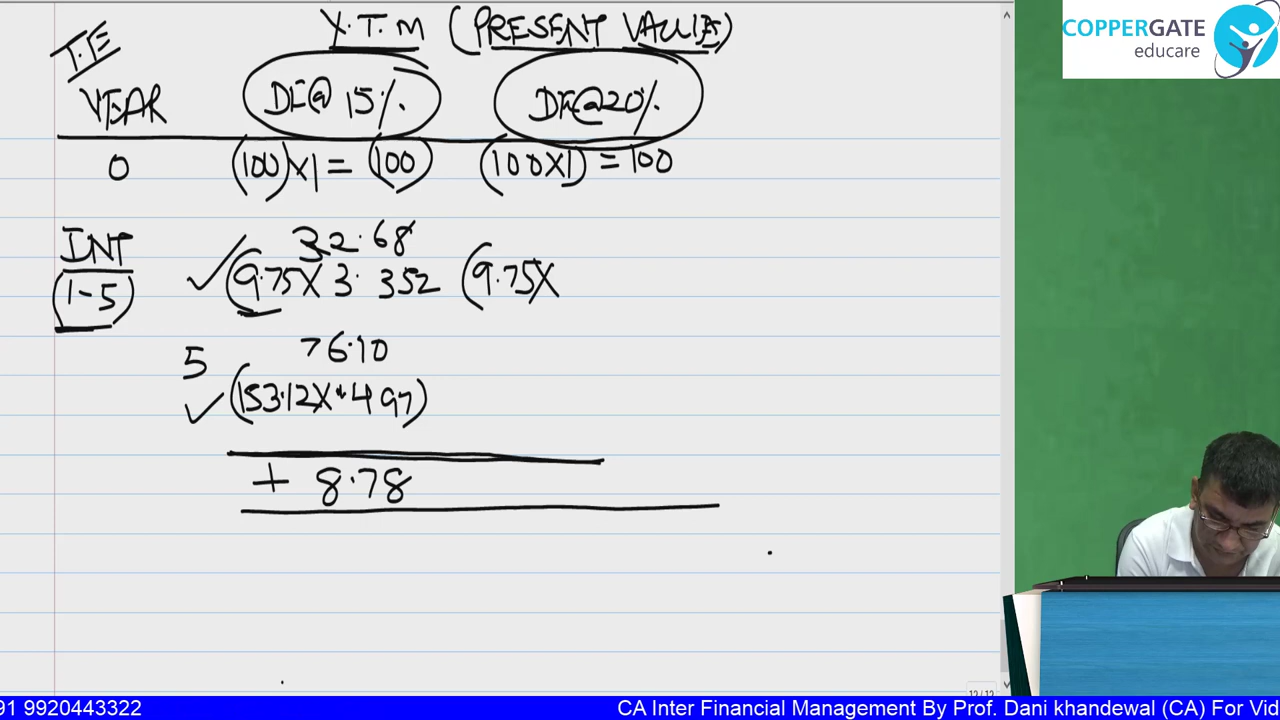 Y.T.M (PRESENT VALUES)
T.E
YEAR DF@ 15% DF@20%
0 (100)X1 = (100) (100X1) = 100
INT 32.68
(1-5) (9.75X 3.352 (9.75X
5 76.10
(153.12X.497)
+ 8.78
COPPERGATE
educare
12/12
91 9920443322 CA Inter Financial Management By Prof. Dani khandewal (CA) For Vid